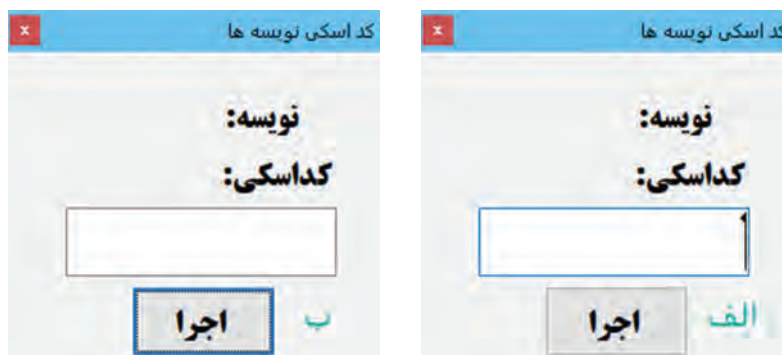 کد اسکی نویسه ها
نویسه:
کداسکی:
اجرا
الف
کد اسکی نویسه ها
نویسه:
کداسکی:
اجرا
ب